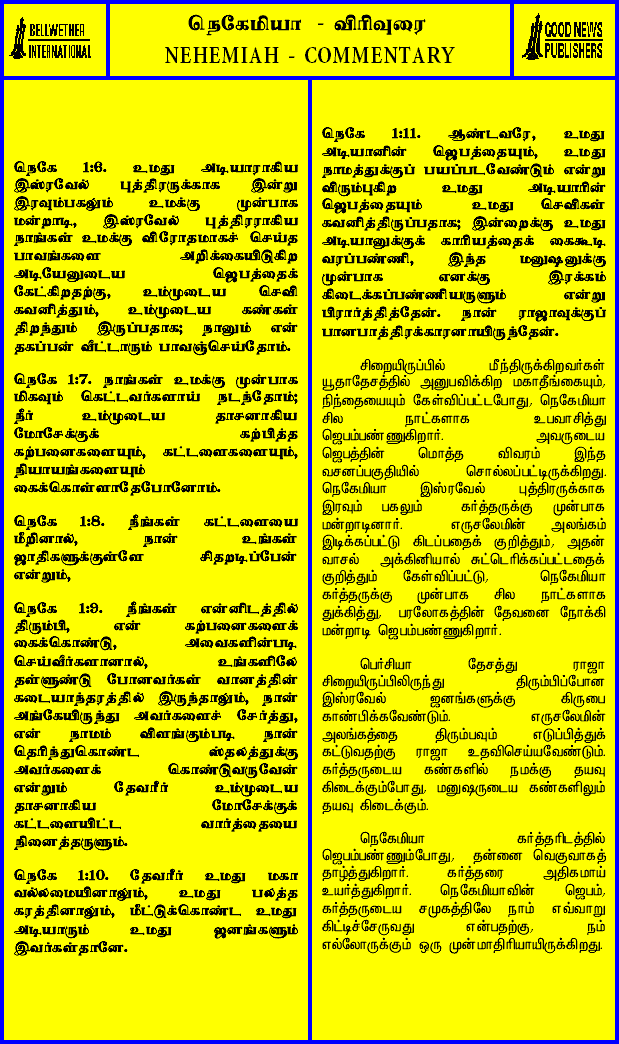 BELLWETHER
INTERNATIONAL
நெகேமியா - விரிவுரை
NEHEMIAH - COMMENTARY
GOOD NEWS
PUBLISHERS
நெகே 1:6. உமது அடியாராகிய
இஸ்ரவேல் புத்திரருக்காக இன்று
இரவும்பகலும் உமக்கு முன்பாக
மன்றாடி, இஸ்ரவேல் புத்திரராகிய
நாங்கள் உமக்கு விரோதமாகச் செய்த
பாவங்களை அறிக்கையிடுகிற
அடியேனுடைய ஜெபத்தைக்
கேட்கிறதற்கு, உம்முடைய செவி
கவனித்தும், உம்முடைய கண்கள்
திறந்தும் இருப்பதாக; நானும் என்
தகப்பன் வீட்டாரும் பாவஞ்செய்தோம்.
நெகே 1:7. நாங்கள் உமக்கு முன்பாக
மிகவும் கெட்டவர்களாய் நடந்தோம்;
நீர் உம்முடைய தாசனாகிய
மோசேக்குக் கற்பித்த
கற்பனைகளையும், கட்டளைகளையும்,
நியாயங்களையும்
கைக்கொள்ளாதேபோனோம்.
நெகே 1:8. நீங்கள் கட்டளையை
மீறினால், நான் உங்கள்
ஜாதிகளுக்குள்ளே சிதறடிப்பேன்
என்றும்,
நெகே 1:9. நீங்கள் என்னிடத்தில்
திரும்பி, என் கற்பனைகளைக்
கைக்கொண்டு, அவைகளின்படி
செய்வீர்களானால், உங்களிலே
தள்ளுண்டு போனவர்கள் வானத்தின்
கடையாந்தரத்தில் இருந்தாலும், நான்
அங்கேயிருந்து அவர்களைச் சேர்த்து,
என் நாமம் விளங்கும்படி நான்
தெரிந்துகொண்ட ஸ்தலத்துக்கு
அவர்களைக் கொண்டுவருவேன்
என்றும் தேவரீர் உம்முடைய
தாசனாகிய மோசேக்குக்
கட்டளையிட்ட வார்த்தையை
நினைத்தருளும்.
நெகே 1:10. தேவரீர் உமது மகா
வல்லமையினாலும், உமது பலத்த
கரத்தினாலும், மீட்டுக்கொண்ட உமது
அடியாரும் உமது ஜனங்களும்
இவர்கள்தானே.
நெகே 1:11. ஆண்டவரே, உமது
அடியானின் ஜெபத்தையும், உமது
நாமத்துக்குப் பயப்படவேண்டும் என்று
விரும்புகிற உமது அடியாரின்
ஜெபத்தையும் உமது செவிகள்
கவனித்திருப்பதாக; இன்றைக்கு உமது
அடியானுக்குக் காரியத்தைக் கைகூடி
வரப்பண்ணி, இந்த மனுஷனுக்கு
முன்பாக எனக்கு இரக்கம்
கிடைக்கப்பண்ணியருளும் என்று
பிரார்த்தித்தேன். நான் ராஜாவுக்குப்
பானபாத்திரக்காரனாயிருந்தேன்.
சிறையிருப்பில் மீந்திருக்கிறவர்கள்
யூதாதேசத்தில் அனுபவிக்கிற மகாதீங்கையும்,
நிந்தையையும் கேள்விப்பட்டபோது, நெகேமியா
சில நாட்களாக உபவாசித்து
ஜெபம்பண்ணுகிறார். அவருடைய
ஜெபத்தின் மொத்த விவரம் இந்த
வசனப்பகுதியில் சொல்லப்பட்டிருக்கிறது.
நெகேமியா இஸ்ரவேல் புத்திரருக்காக
இரவும் பகலும் கர்த்தருக்கு முன்பாக
மன்றாடினார். எருசலேமின் அலங்கம்
இடிக்கப்பட்டு கிடப்பதைக் குறித்தும், அதன்
வாசல் அக்கினியால் சுட்டெரிக்கப்பட்டதைக்
குறித்தும் கேள்விப்பட்டு, நெகேமியா
கர்த்தருக்கு முன்பாக சில நாட்களாக
துக்கித்து, பரலோகத்தின் தேவனை நோக்கி
மன்றாடி ஜெபம்பண்ணுகிறார்.
பெர்சியா தேசத்து ராஜா
சிறையிருப்பிலிருந்து திரும்பிப்போன
இஸ்ரவேல் ஜனங்களுக்கு கிருபை
காண்பிக்கவேண்டும். எருசலேமின்
அலங்கத்தை திரும்பவும் எடுப்பித்துக்
கட்டுவதற்கு ராஜா உதவிசெய்யவேண்டும்.
கர்த்தருடைய கண்களில் நமக்கு தயவு
கிடைக்கும்போது, மனுஷருடைய கண்களிலும்
தயவு கிடைக்கும்.
நெகேமியா கர்த்தரிடத்தில்
ஜெபம்பண்ணும்போது, தன்னை வெகுவாகத்
தாழ்த்துகிறார். கர்த்தரை அதிகமாய்
உயர்த்துகிறார். நெகேமியாவின் ஜெபம்,
கர்த்தருடைய சமுகத்திலே நாம் எவ்வாறு
கிட்டிச்சேருவது என்பதற்கு, நம்
எல்லோருக்கும் ஒரு முன்மாதிரியாயிருக்கிறது.